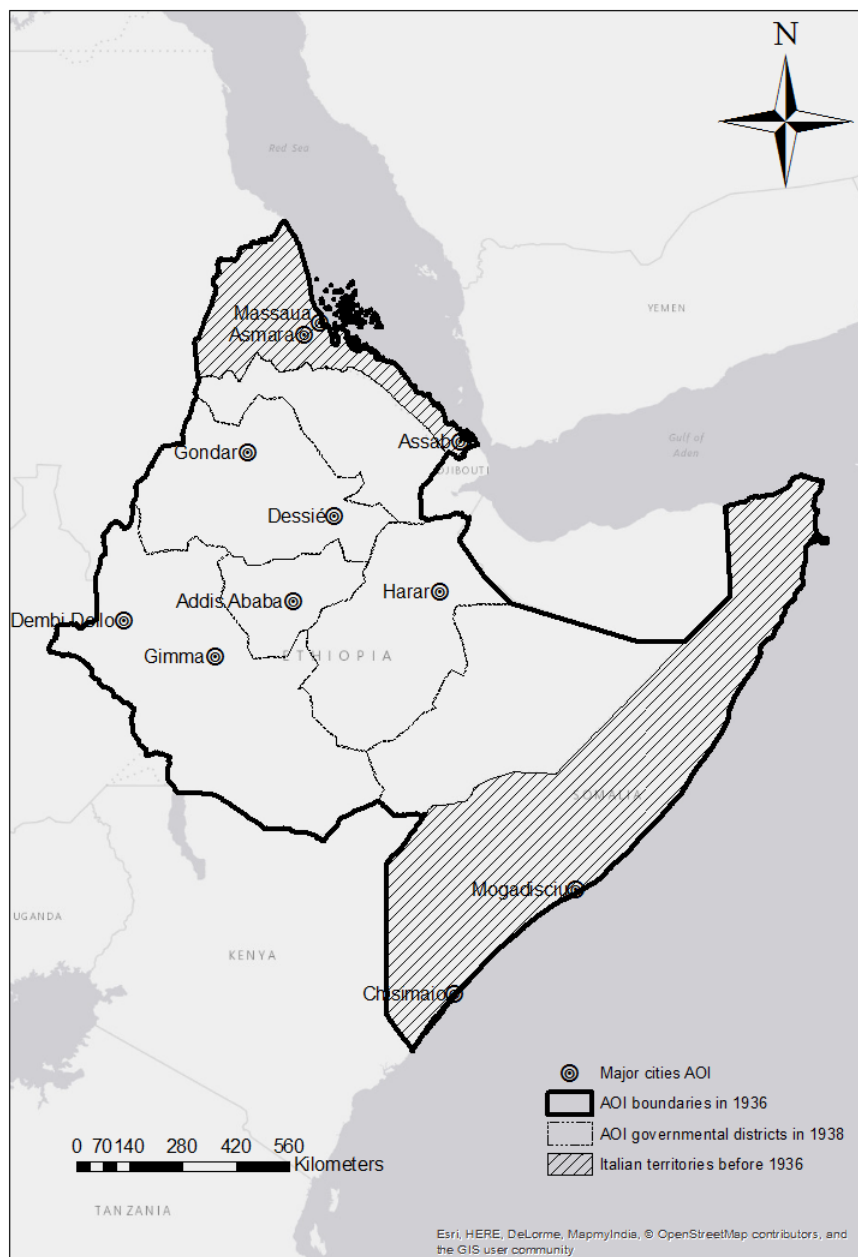 N
Red Sea
Massaua
Asmara
YEMEN
Assab
Gulf of
Aden
Gondar
DJIBOUTI
Dessié
Addis Ababa
Harar
Dembi Dollo
Gimma
ETHIOPIA
SOMALIA
Mogadisciu
UGANDA
KENYA
Chisimaio
Major cities AOI
AOI boundaries in 1936
AOI governmental districts in 1938
Italian territories before 1936
0 70 140 280 420 560
Kilometers
TANZANIA
Esri, HERE, DeLorme, MapmyIndia, © OpenStreetMap contributors, and
the GIS user community